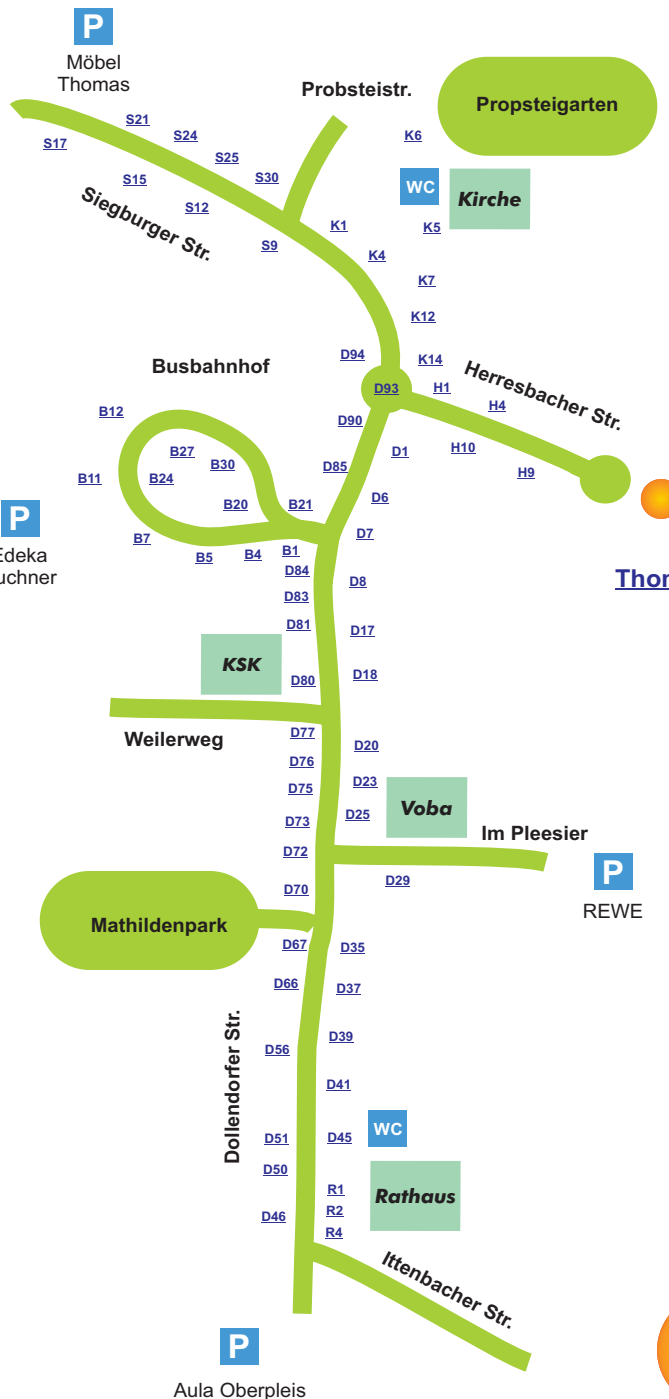 P
Möbel
Thomas
Probsteistr.
Propsteigarten
S21
S24
K6
S17
S25
S15
S30
WC
Kirche
S12
Siegburger Str.
K1
K5
S9
K4
K7
K12
D94
K14
Busbahnhof
D93
H1
Herresbacher Str.
H4
B12
D90
B27
D1
H10
B30
D85
H9
B11
B24
D6
B20
B21
P
D7
B7
B1
B5
B4
Edeka
D84
D8
Thom
D83
D81
D17
KSK
D80
D18
D77
Weilerweg
D20
D76
D23
D75
Voba
D25
D73
Im Pleesier
D72
P
D29
D70
REWE
Mathildenpark
D67
D35
D66
D37
Dollendorfer Str.
D39
D56
D41
D51
D45
WC
D50
R1
Rathaus
R2
D46
R4
Ittenbacher Str.
P
Aula Oberpleis